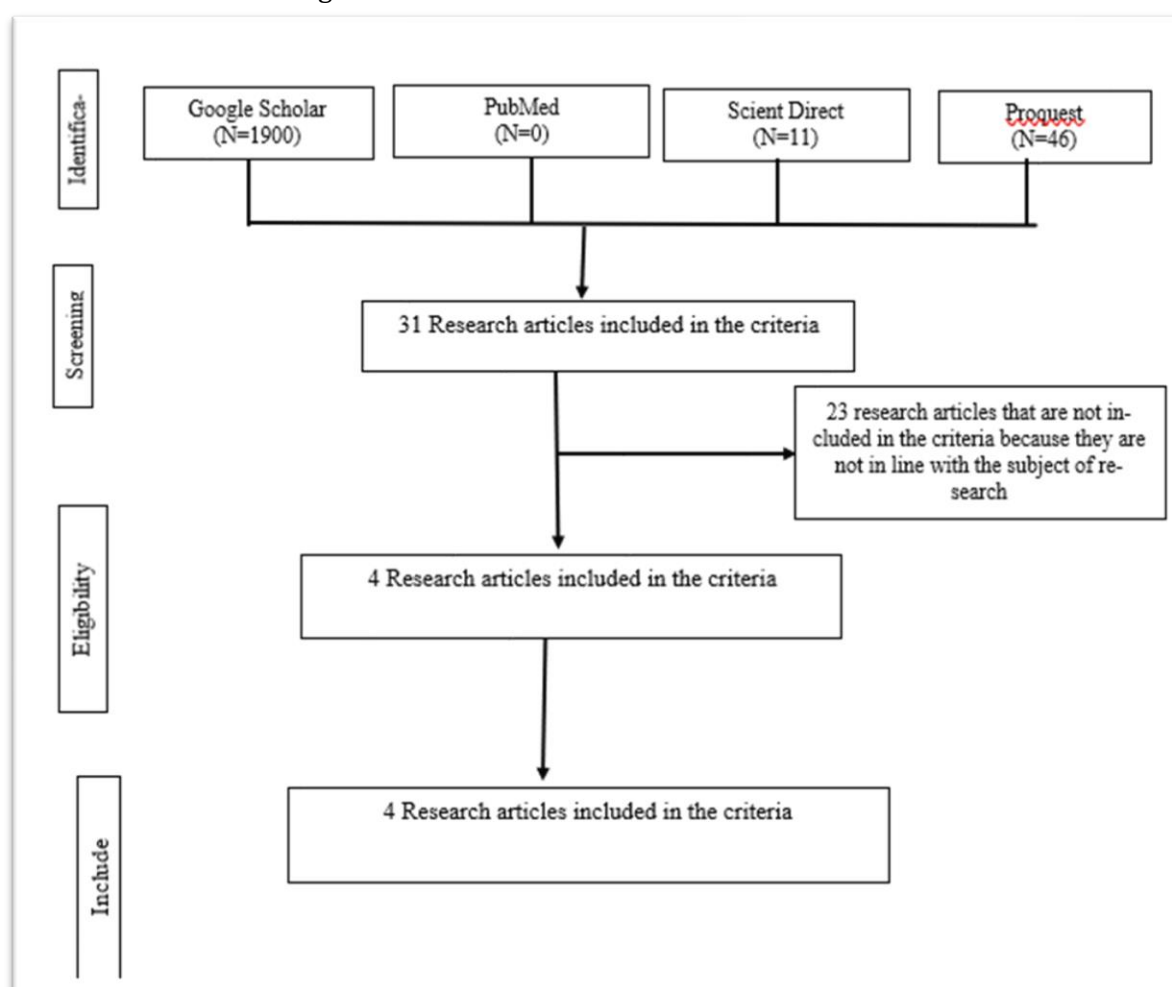 Identifica-
Google Scholar
(N=1900)
PubMed
(N=0)
Scient Direct
(N=11)
Proquest
(N=46)
Screening
31 Research articles included in the criteria
23 research articles that are not in-
cluded in the criteria because they are
not in line with the subject of re-
search
Eligibility
4 Research articles included in the criteria
Include
4 Research articles included in the criteria